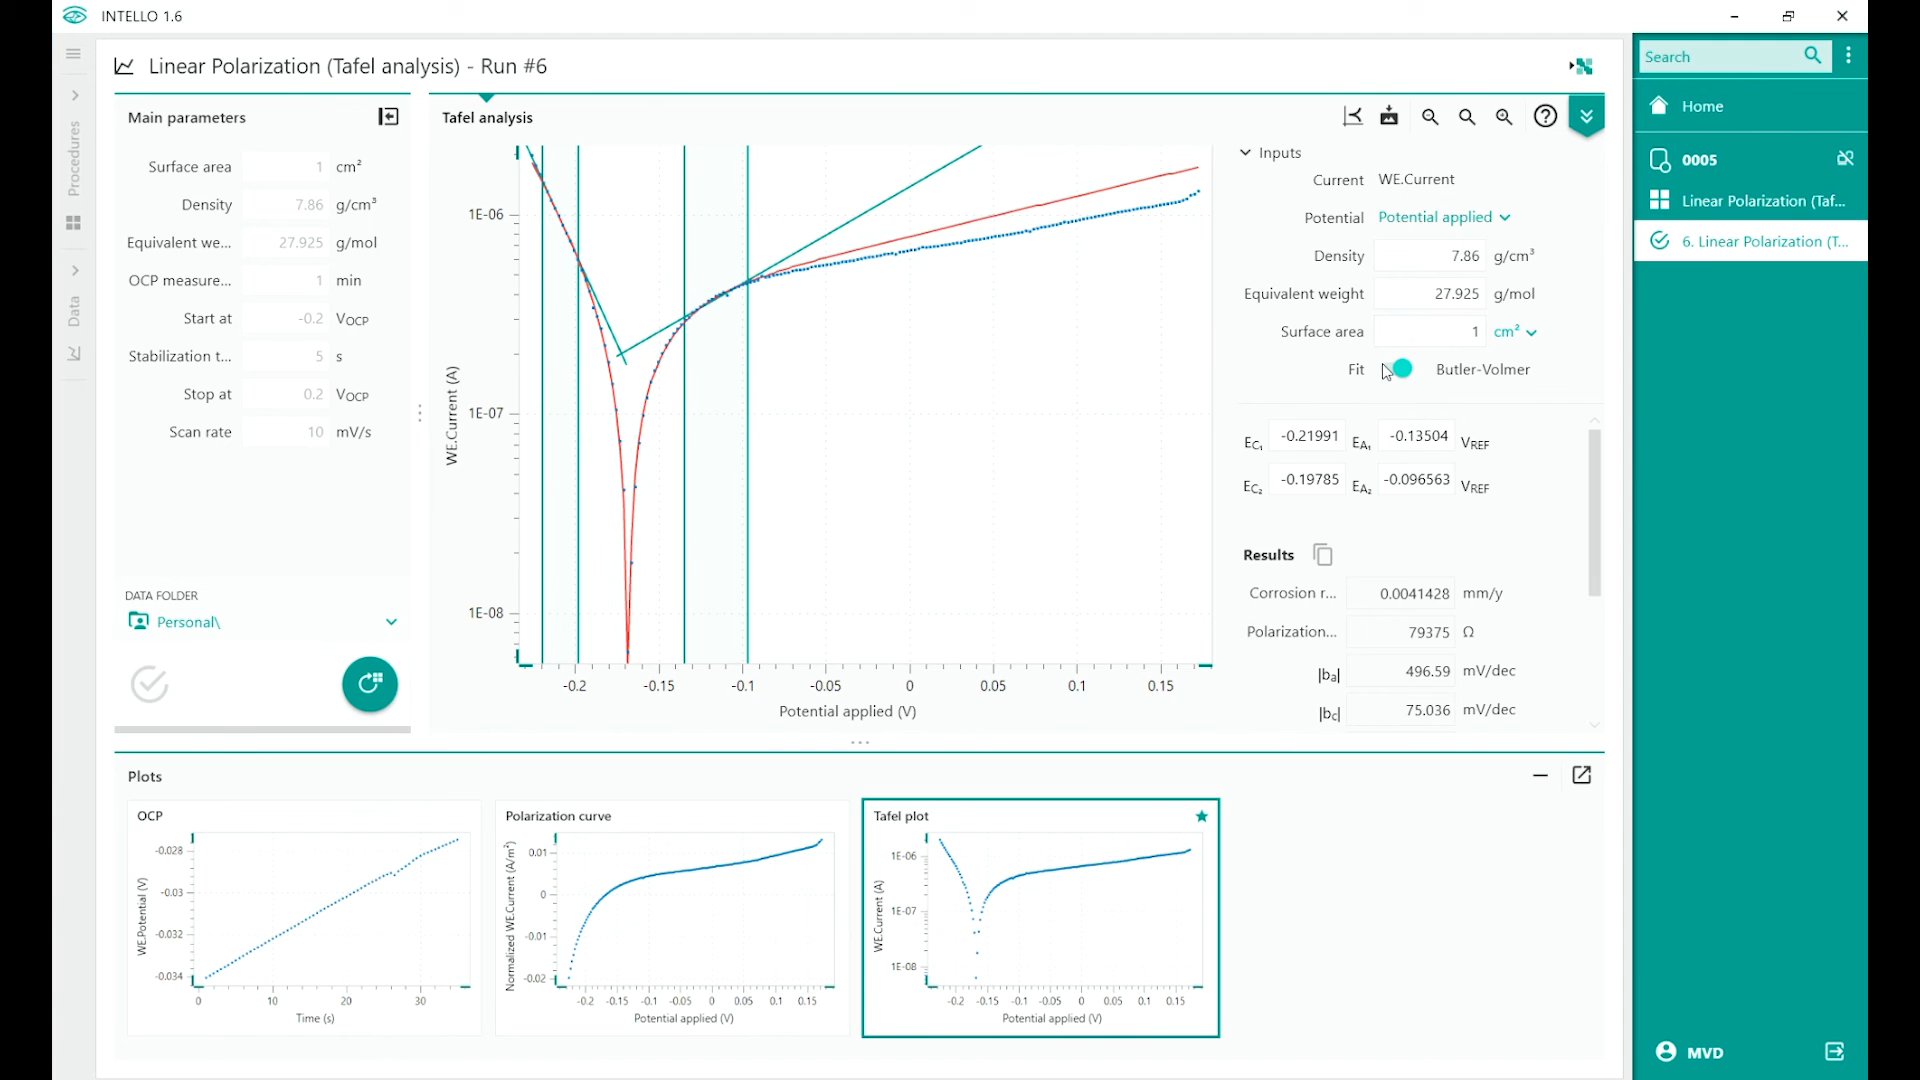 INTELLO 1.6
Linear Polarization (Tafel analysis) - Run #6
Procedures
Data
Main parameters
Surface area 1 cm²
Density 7.86 g/cm³
Equivalent we... 27.925 g/mol
OCP measure... 1 min
Start at -0.2 VOCP
Stabilization t... 5 s
Stop at 0.2 VOCP
Scan rate 10 mV/s
DATA FOLDER
Personal\
Tafel analysis
WE.Current (A)
1E-06
1E-07
1E-08
-0.2 -0.15 -0.1 -0.05 0 0.05 0.1 0.15
Potential applied (V)
Inputs
Current WE.Current
Potential Potential applied
Density 7.86 g/cm³
Equivalent weight 27.925 g/mol
Surface area 1 cm²
Fit Butler-Volmer
EC₁ -0.21991 EA₁ -0.13504 VREF
EC₂ -0.19785 EA₂ -0.096563 VREF
Results
Corrosion r... 0.0041428 mm/y
Polarization... 79375 Ω
|ba| 496.59 mV/dec
|bc| 75.036 mV/dec
Plots
OCP
WE.Potential (V)
-0.028
-0.03
-0.032
-0.034
0 10 20 30
Time (s)
Polarization curve
Normalized WE.Current (A/m²)
0.01
0
-0.01
-0.02
-0.2 -0.15 -0.1 -0.05 0 0.05 0.1 0.15
Potential applied (V)
Tafel plot
WE.Current (A)
1E-06
1E-07
1E-08
-0.2 -0.15 -0.1 -0.05 0 0.05 0.1 0.15
Potential applied (V)
Search
Home
0005
Linear Polarization (Taf...
6. Linear Polarization (T...
MVD